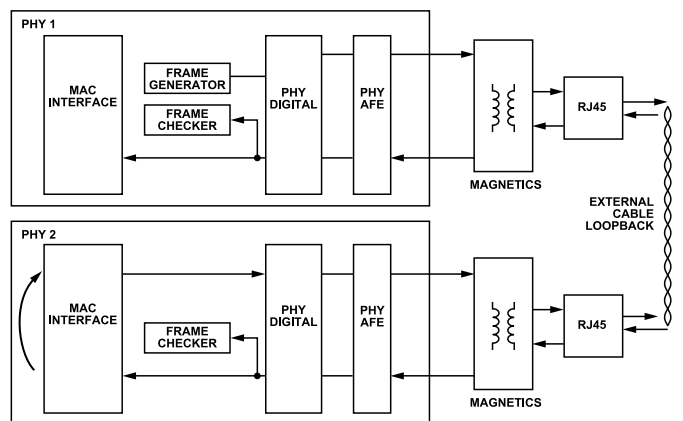 PHY 1
MAC
INTERFACE
FRAME
GENERATOR
FRAME
CHECKER
PHY
DIGITAL
PHY
AFE
MAGNETICS
RJ45
EXTERNAL
CABLE
LOOPBACK
PHY 2
MAC
INTERFACE
FRAME
CHECKER
PHY
DIGITAL
PHY
AFE
MAGNETICS
RJ45